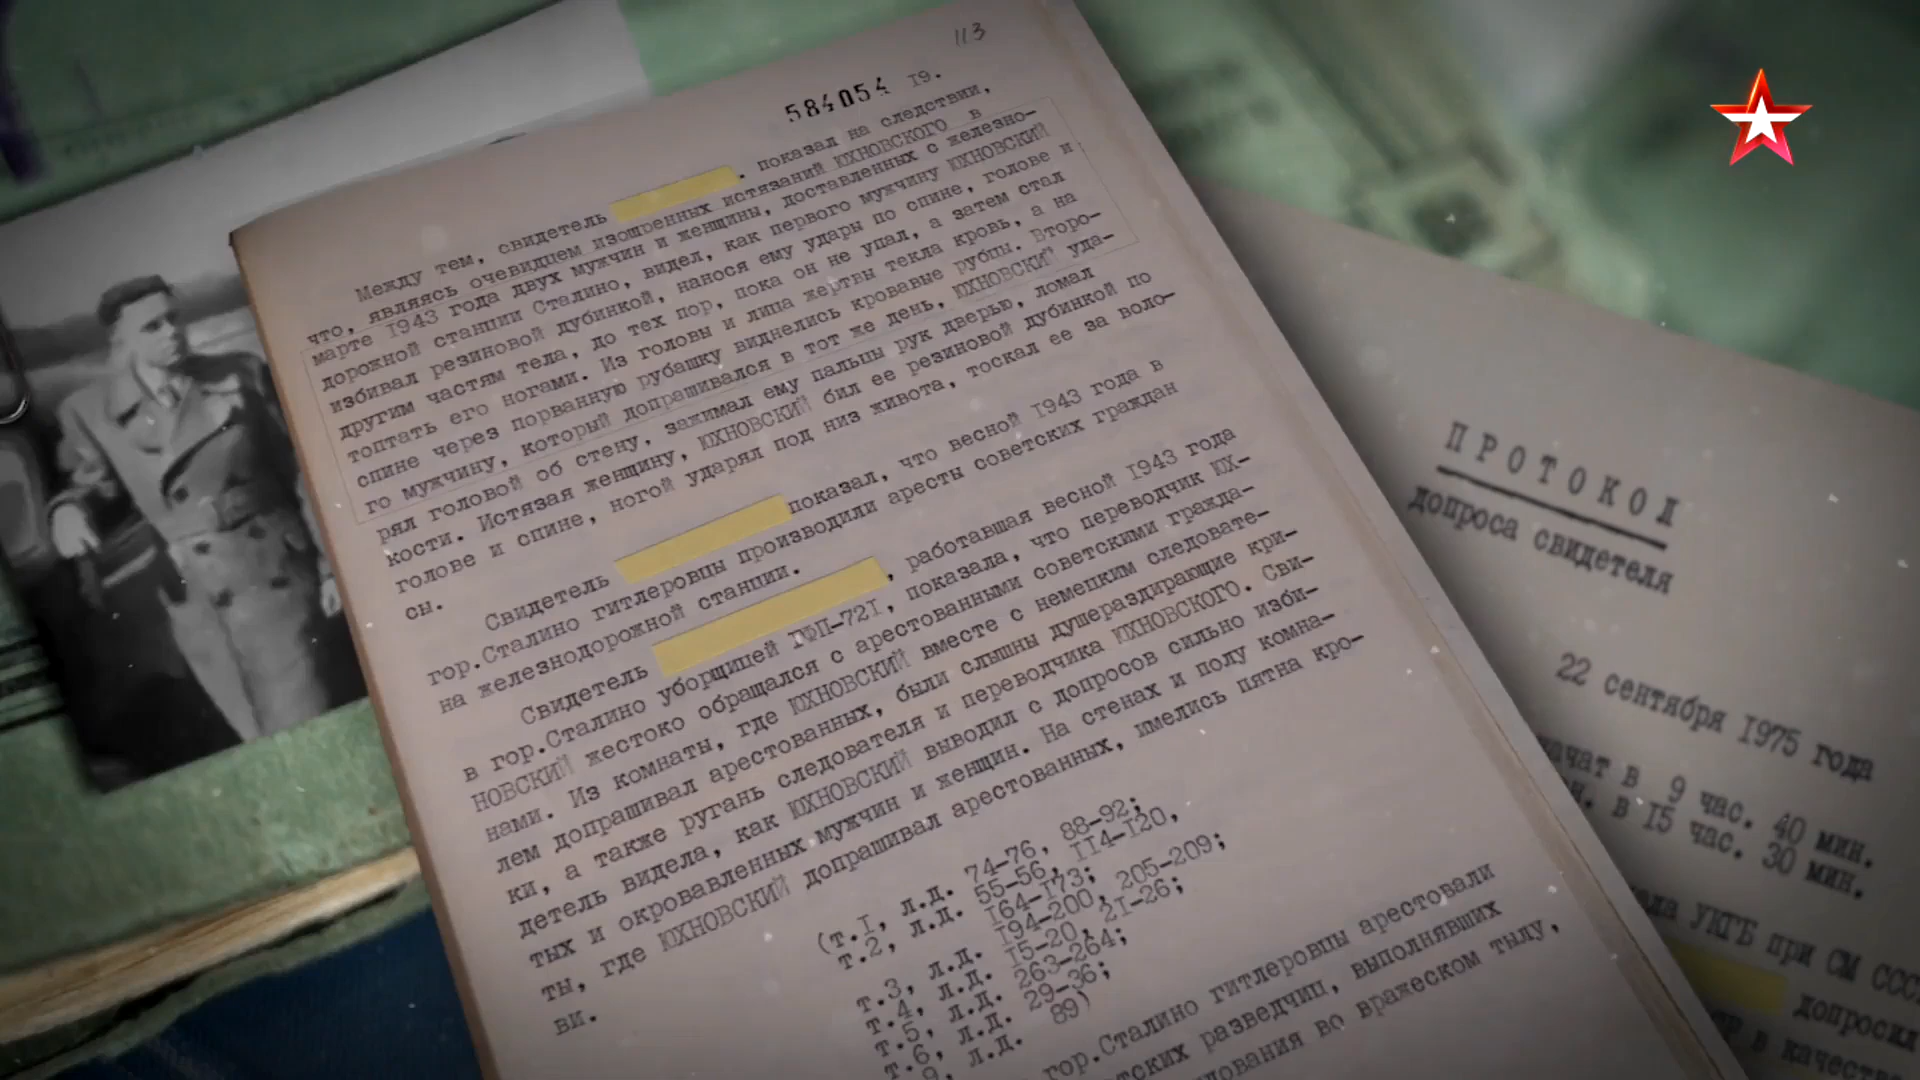 113
584054 19.
Между тем, свидетель . показал на следствии,
что, являясь очевидцем изощренных истязаний ЮХНОВСКОГО в
марте 1943 года двух мужчин и женщины, доставленных с железно-
дорожной станции Сталино, видел, как первого мужчину ЮХНОВСКИЙ
избивал резиновой дубинкой, нанося ему удары по спине, голове и
другим частям тела, до тех пор, пока он не упал, а затем стал
топтать его ногами. Из головы и лица жертвы текла кровь, а на
спине через порванную рубашку виднелись кровавые рубцы. Второ-
го мужчину, который допрашивался в тот же день, ЮХНОВСКИЙ уда-
рял головой об стену, зажимал ему пальцы рук дверью, ломал
кости. Истязая женщину, ЮХНОВСКИЙ бил ее резиновой дубинкой по
голове и спине, ногой ударял под низ живота, тоскал ее за воло-
сы.
Свидетель показал, что весной 1943 года в
гор.Сталино гитлеровцы производили аресты советских граждан
на железнодорожной станции.
Свидетель , работавшая весной 1943 года
в гор.Сталино уборщицей ГФП-721, показала, что переводчик ЮХ-
НОВСКИЙ жестоко обращался с арестованными советскими гражда-
нами. Из комнаты, где ЮХНОВСКИЙ вместе с немецким следовате-
лем допрашивал арестованных, были слышны душераздирающие кри-
ки, а также ругань следователя и переводчика ЮХНОВСКОГО. Сви-
детель видела, как ЮХНОВСКИЙ выводил с допросов сильно изби-
тых и окровавленных мужчин и женщин. На стенах и полу комна-
ты, где ЮХНОВСКИЙ допрашивал арестованных, имелись пятна кро-
ви.
(т.1, л.д. 74-76, 88-92;
т.2, л.д. 55-56, 114-120,
164-173;
т.3, л.д. 194-200, 205-209;
т.4, л.д. 15-20, 21-26;
т.5, л.д. 263-264;
т.6, л.д. 29-36;
л.д. 89)
гор.Сталино гитлеровцы арестовали
разведчиц, выполнявших
во вражеском тылу,
ПРОТОКОЛ
допроса свидетеля
22 сентября 1975 года
в 9 час. 40 мин.
в 15 час. 30 мин.
УКГБ при СМ
допросил
в